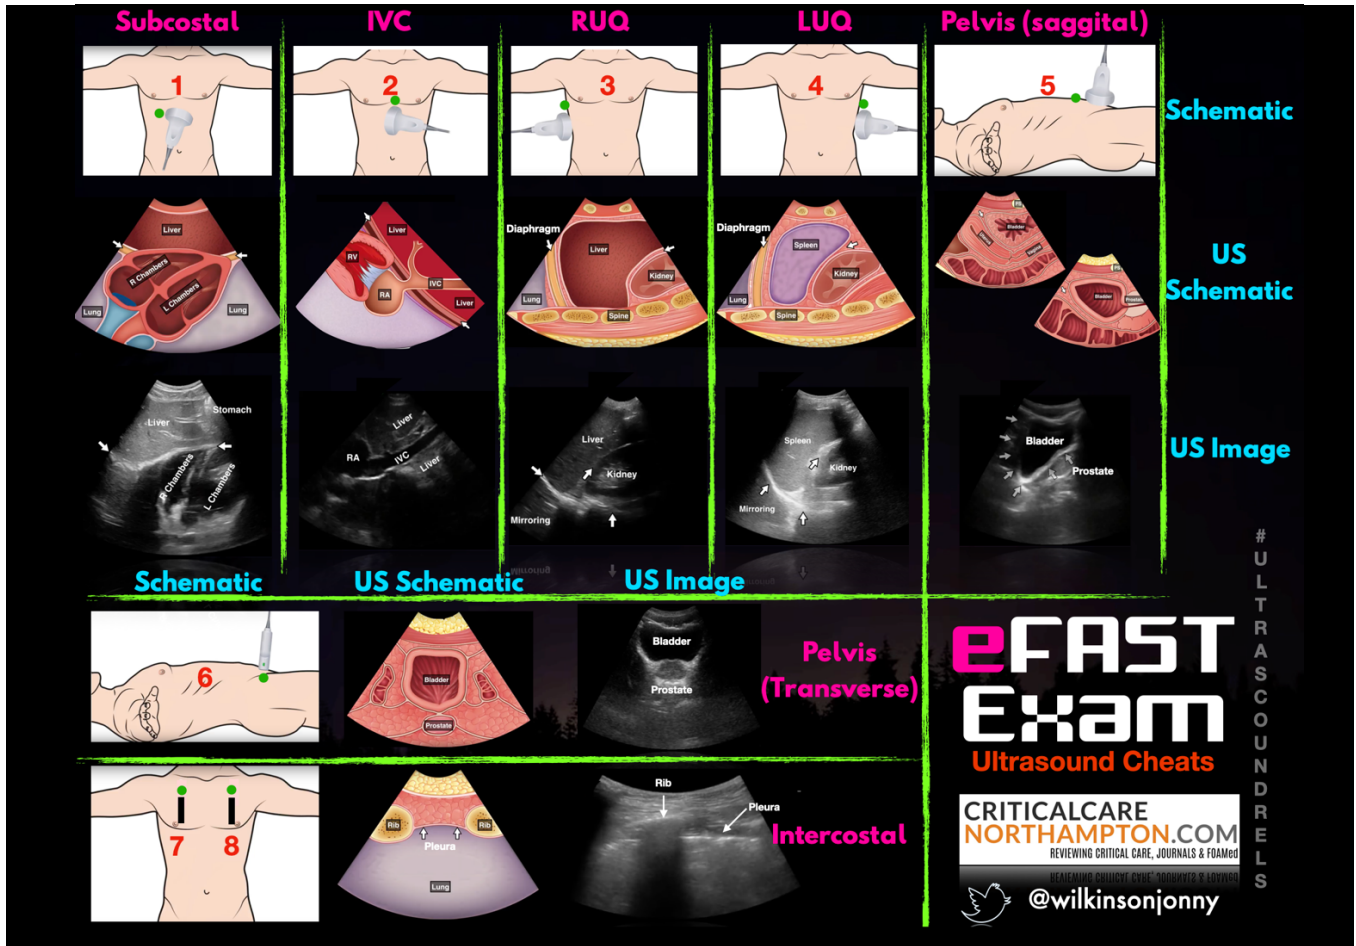 Subcostal
IVC
RUQ
LUQ
Pelvis (saggital)
1
2
3
4
5
Schematic
Liver
R Chambers
L Chambers
Lung
Lung
Liver
RV
RA
IVC
Liver
Diaphragm
Liver
Kidney
Lung
Spine
Diaphragm
Spleen
Kidney
Lung
Spine
Bladder
Bladder
US
Schematic
Liver
Stomach
R Chambers
L Chambers
Liver
RA
IVC
Liver
Liver
Kidney
Mirroring
Spleen
Kidney
Mirroring
Bladder
Prostate
US Image
Schematic
US Schematic
US Image
6
Bladder
Prostate
Bladder
Prostate
Pelvis
(Transverse)
7
8
Rib
Rib
Pleura
Lung
Rib
Pleura
Intercostal
eFAST
Exam
Ultrasound Cheats
CRITICALCARE
NORTHAMPTON.COM
REVIEWING CRITICAL CARE, JOURNALS & FOAMed
@wilkinsonjonny
#ULTRASCOUNDRELS